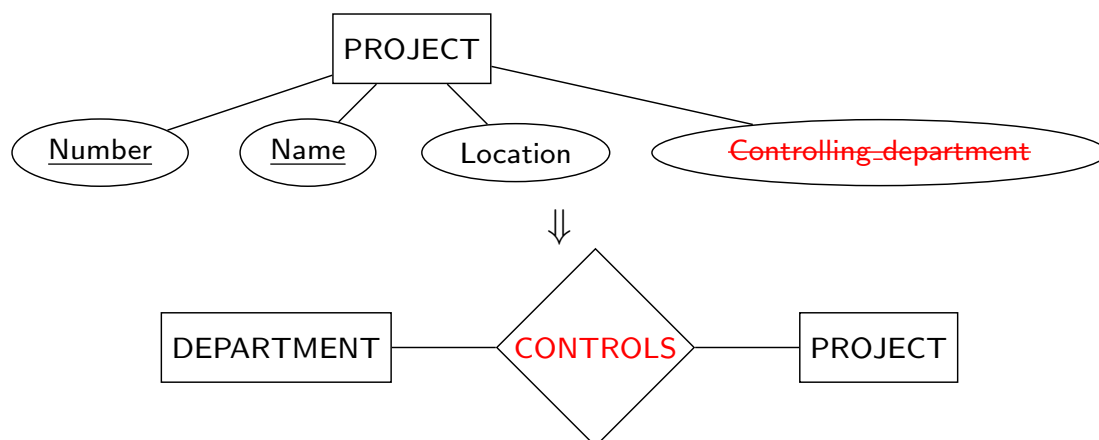 PROJECT
Number Name Location Controlling_department
⇓
DEPARTMENT CONTROLS PROJECT